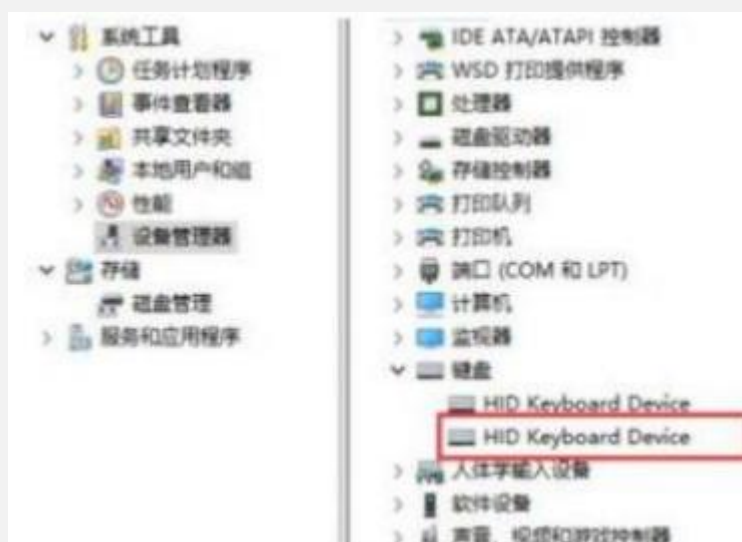 系统工具
任务计划程序
事件查看器
共享文件夹
本地用户和组
性能
设备管理器
存储
磁盘管理
服务和应用程序
IDE ATA/ATAPI 控制器
WSD 打印提供程序
处理器
磁盘驱动器
存储控制器
打印队列
打印机
端口 (COM 和 LPT)
计算机
监视器
键盘
HID Keyboard Device
HID Keyboard Device
人体学输入设备
软件设备
声音、视频和游戏控制器